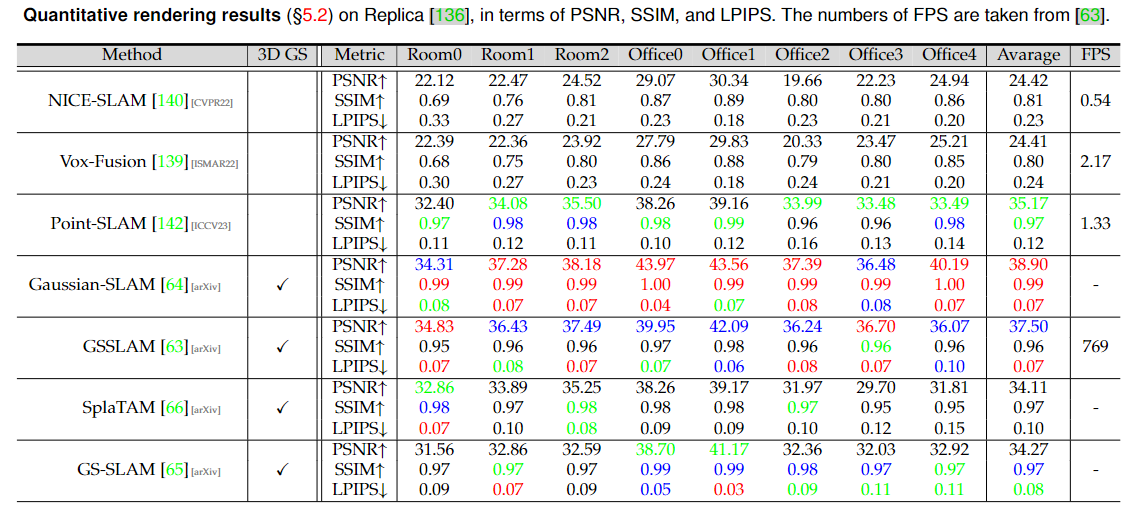 Quantitative rendering results (§5.2) on Replica [136], in terms of PSNR, SSIM, and LPIPS. The numbers of FPS are taken from [63].
Method 3D GS Metric Room0 Room1 Room2 Office0 Office1 Office2 Office3 Office4 Avarage FPS
PSNR↑ 22.12 22.47 24.52 29.07 30.34 19.66 22.23 24.94 24.42
NICE-SLAM [140][CVPR22] SSIM↑ 0.69 0.76 0.81 0.87 0.89 0.80 0.80 0.86 0.81 0.54
LPIPS↓ 0.33 0.27 0.21 0.23 0.18 0.23 0.21 0.20 0.23
PSNR↑ 22.39 22.36 23.92 27.79 29.83 20.33 23.47 25.21 24.41
Vox-Fusion [139][ISMAR22] SSIM↑ 0.68 0.75 0.80 0.86 0.88 0.79 0.80 0.85 0.80 2.17
LPIPS↓ 0.30 0.27 0.23 0.24 0.18 0.24 0.21 0.20 0.24
PSNR↑ 32.40 34.08 35.50 38.26 39.16 33.99 33.48 33.49 35.17
Point-SLAM [142][ICCV23] SSIM↑ 0.97 0.98 0.98 0.98 0.99 0.96 0.96 0.98 0.97 1.33
LPIPS↓ 0.11 0.12 0.11 0.10 0.12 0.16 0.13 0.14 0.12
PSNR↑ 34.31 37.28 38.18 43.97 43.56 37.39 36.48 40.19 38.90
Gaussian-SLAM [64][arXiv] ✓ SSIM↑ 0.99 0.99 0.99 1.00 0.99 0.99 0.99 1.00 0.99 -
LPIPS↓ 0.08 0.07 0.07 0.04 0.07 0.08 0.08 0.07 0.07
PSNR↑ 34.83 36.43 37.49 39.95 42.09 36.24 36.70 36.07 37.50
GSSLAM [63][arXiv] ✓ SSIM↑ 0.95 0.96 0.96 0.97 0.98 0.96 0.96 0.96 0.96 769
LPIPS↓ 0.07 0.08 0.07 0.07 0.06 0.08 0.07 0.10 0.07
PSNR↑ 32.86 33.89 35.25 38.26 39.17 31.97 29.70 31.81 34.11
SplaTAM [66][arXiv] ✓ SSIM↑ 0.98 0.97 0.98 0.98 0.98 0.97 0.95 0.95 0.97 -
LPIPS↓ 0.07 0.10 0.08 0.09 0.09 0.10 0.12 0.15 0.10
PSNR↑ 31.56 32.86 32.59 38.70 41.17 32.36 32.03 32.92 34.27
GS-SLAM [65][arXiv] ✓ SSIM↑ 0.97 0.97 0.97 0.99 0.99 0.98 0.97 0.97 0.97 -
LPIPS↓ 0.09 0.07 0.09 0.05 0.03 0.09 0.11 0.11 0.08